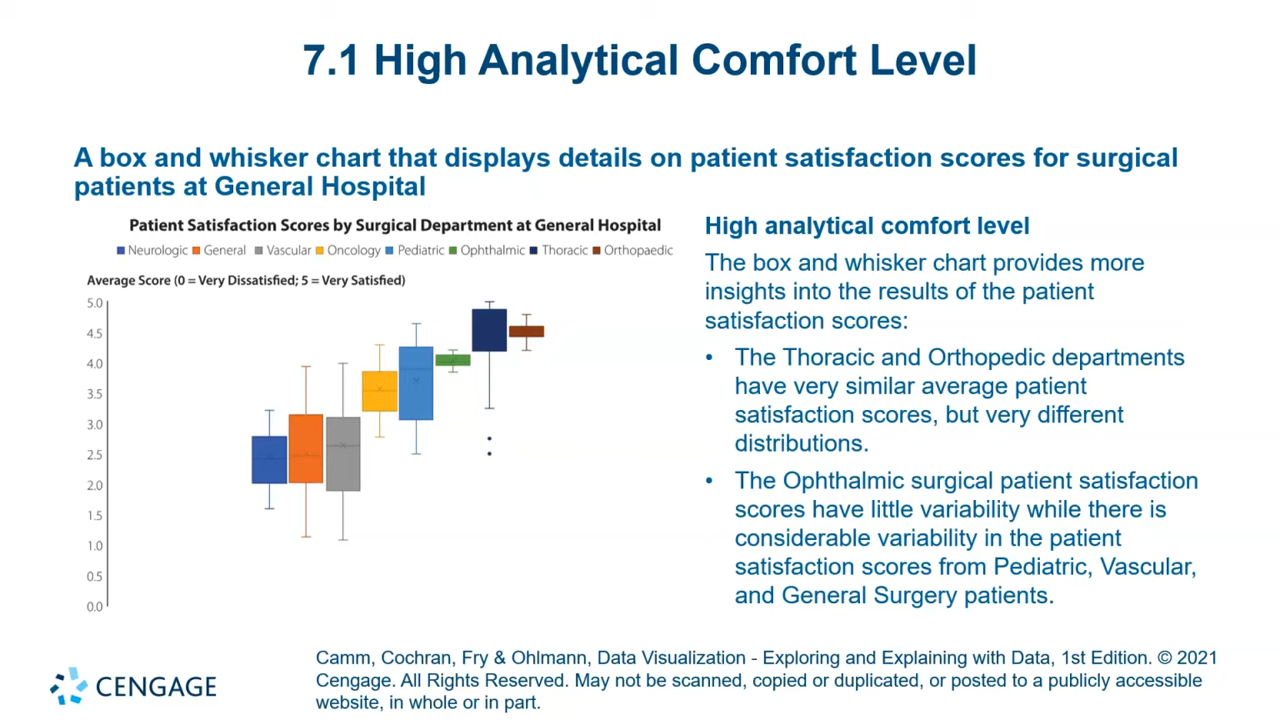 7.1 High Analytical Comfort Level
A box and whisker chart that displays details on patient satisfaction scores for surgical
patients at General Hospital
Patient Satisfaction Scores by Surgical Department at General Hospital
Neurologic General Vascular Oncology Pediatric Ophthalmic Thoracic Orthopaedic
Average Score (0 = Very Dissatisfied; 5 = Very Satisfied)
5.0
4.5
4.0
3.5
3.0
2.5
2.0
1.5
1.0
0.5
0.0
High analytical comfort level
The box and whisker chart provides more
insights into the results of the patient
satisfaction scores:
• The Thoracic and Orthopedic departments
have very similar average patient
satisfaction scores, but very different
distributions.
• The Ophthalmic surgical patient satisfaction
scores have little variability while there is
considerable variability in the patient
satisfaction scores from Pediatric, Vascular,
and General Surgery patients.
CENGAGE
Camm, Cochran, Fry & Ohlmann, Data Visualization - Exploring and Explaining with Data, 1st Edition. © 2021
Cengage. All Rights Reserved. May not be scanned, copied or duplicated, or posted to a publicly accessible
website, in whole or in part.